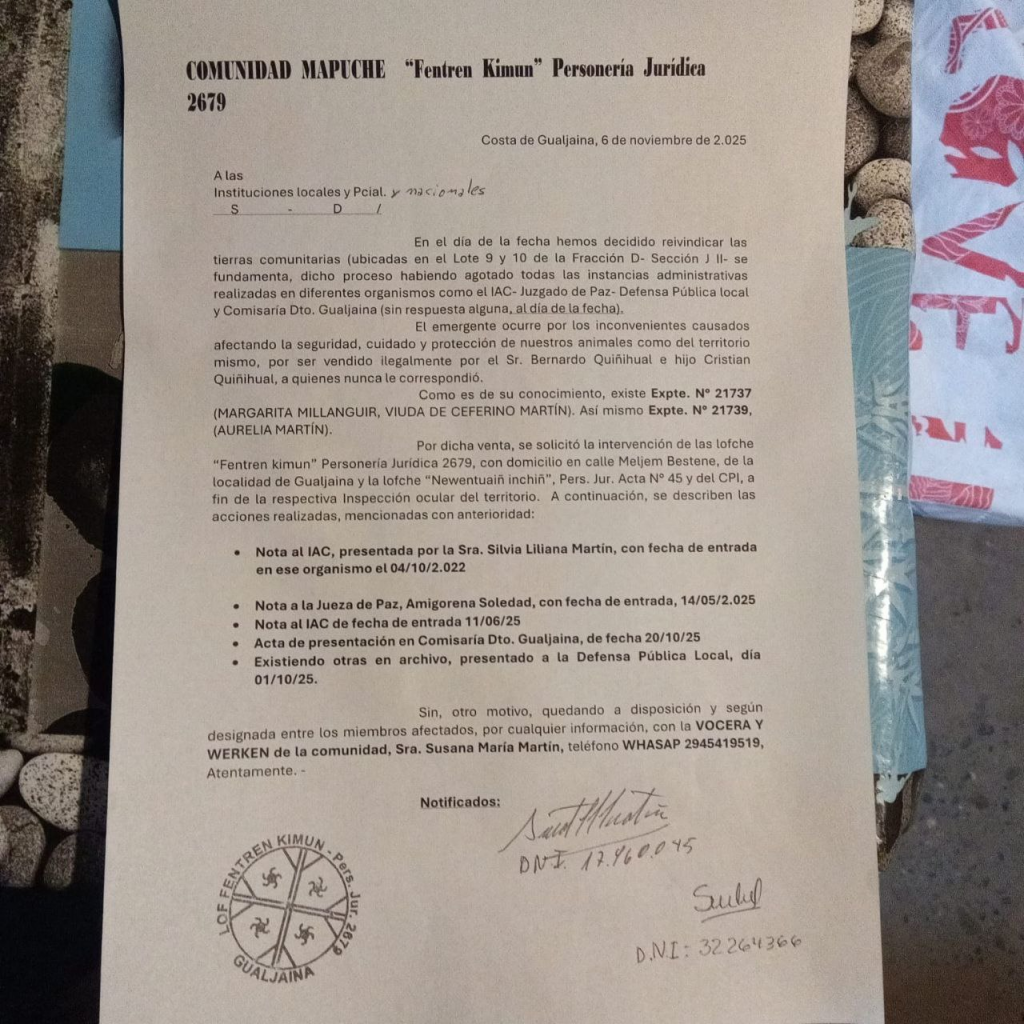 COMUNIDAD MAPUCHE “Fentren Kimun” Personería Jurídica
2679
Costa de Gualjaina, 6 de noviembre de 2.025
A las
Instituciones locales y Pcial. y nacionales
S - D /
En el día de la fecha hemos decidido reivindicar las
tierras comunitarias (ubicadas en el Lote 9 y 10 de la Fracción D- Sección J II- se
fundamenta, dicho proceso habiendo agotado todas las instancias administrativas
realizadas en diferentes organismos como el IAC- Juzgado de Paz- Defensa Pública local
y Comisaría Dto. Gualjaina (sin respuesta alguna, al día de la fecha).
El emergente ocurre por los inconvenientes causados
afectando la seguridad, cuidado y protección de nuestros animales como del territorio
mismo, por ser vendido ilegalmente por el Sr. Bernardo Quiñihual e hijo Cristian
Quiñihual, a quienes nunca le correspondió.
Como es de su conocimiento, existe Expte. N° 21737
(MARGARITA MILLANGUIR, VIUDA DE CEFERINO MARTÍN). Así mismo Expte. N° 21739,
(AURELIA MARTÍN).
Por dicha venta, se solicitó la intervención de las lofche
“Fentren kimun” Personería Jurídica 2679, con domicilio en calle Meljem Bestene, de la
localidad de Gualjaina y la lofche “Newentuaiñ inchiñ”, Pers. Jur. Acta N° 45 y del CPI, a
fin de la respectiva Inspección ocular del territorio. A continuación, se describen las
acciones realizadas, mencionadas con anterioridad:
• Nota al IAC, presentada por la Sra. Silvia Liliana Martín, con fecha de entrada
en ese organismo el 04/10/2.022
• Nota a la Jueza de Paz, Amigorena Soledad, con fecha de entrada, 14/05/2.025
• Nota al IAC de fecha de entrada 11/06/25
• Acta de presentación en Comisaría Dto. Gualjaina, de fecha 20/10/25
• Existiendo otras en archivo, presentado a la Defensa Pública Local, día
01/10/25.
Sin, otro motivo, quedando a disposición y según
designada entre los miembros afectados, por cualquier información, con la VOCERA Y
WERKEN de la comunidad, Sra. Susana María Martín, teléfono WHASAP 2945419519,
Atentamente. -
Notificados:
D.N.I. 17.960.045
D.N.I: 32264366
LOF FENTREN KIMUN - Pers. Jur. 2679
GUALJAINA